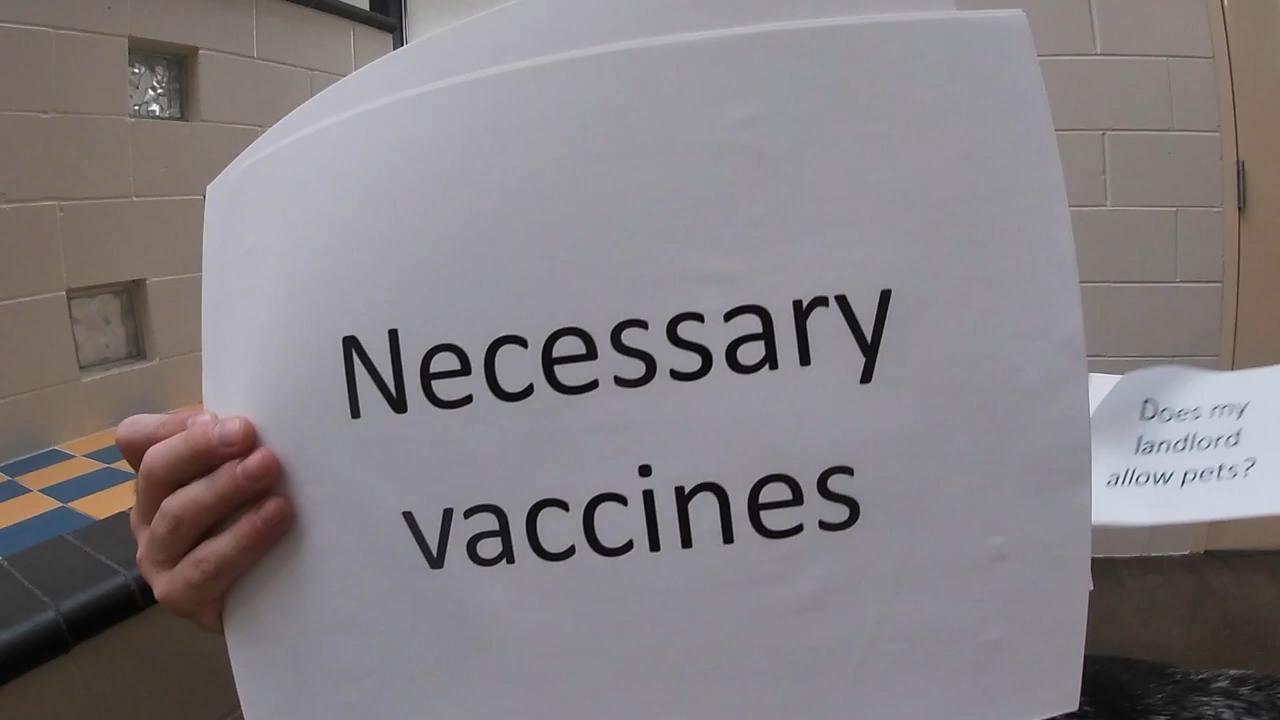 Necessary
vaccines
Does my
landlord
allow pets?